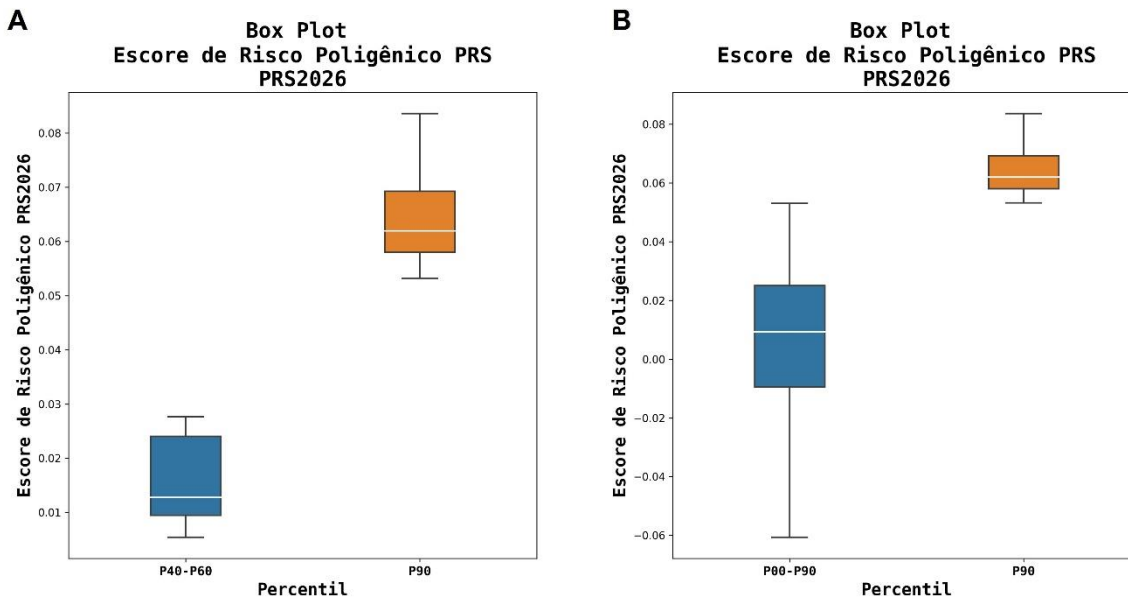 A
Box Plot
Escore de Risco Poligênico PRS
PRS2026
Escore de Risco Poligênico PRS2026
0.08
0.07
0.06
0.05
0.04
0.03
0.02
0.01
P40-P60
P90
Percentil
B
Box Plot
Escore de Risco Poligênico PRS
PRS2026
Escore de Risco Poligênico PRS2026
0.08
0.06
0.04
0.02
0.00
−0.02
−0.04
−0.06
P00-P90
P90
Percentil